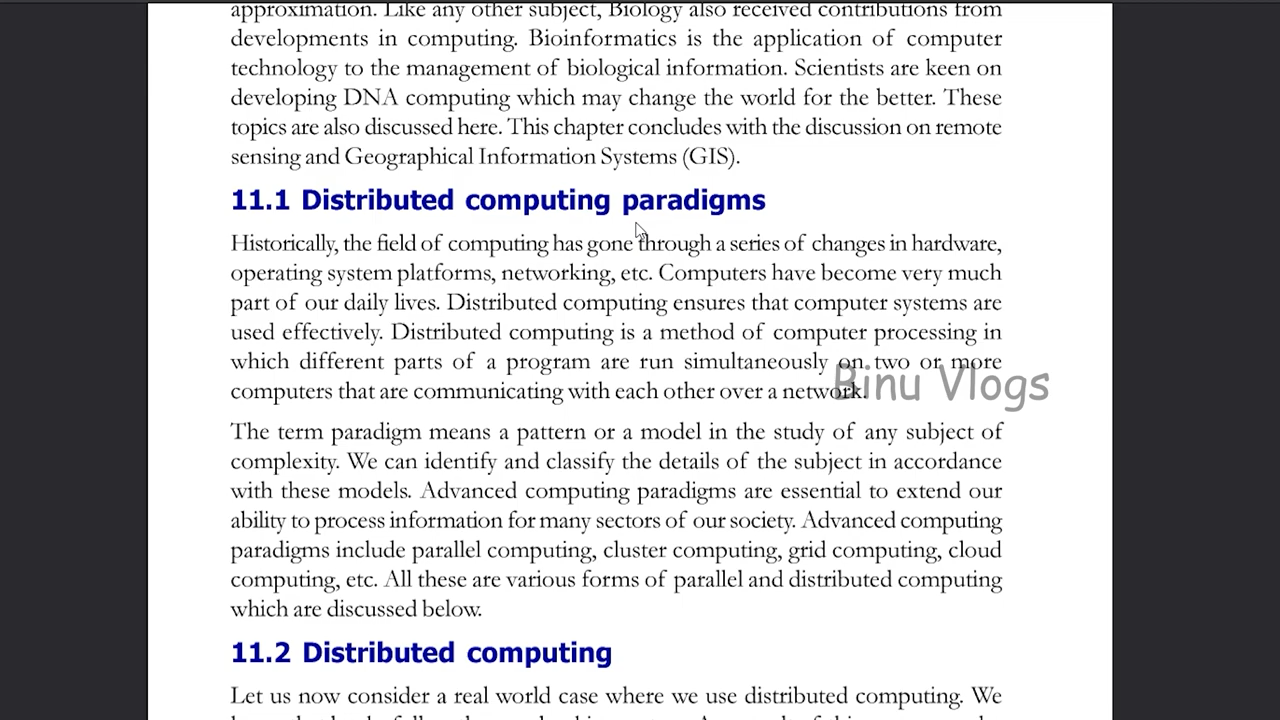 approximation. Like any other subject, Biology also received contributions from
developments in computing. Bioinformatics is the application of computer
technology to the management of biological information. Scientists are keen on
developing DNA computing which may change the world for the better. These
topics are also discussed here. This chapter concludes with the discussion on remote
sensing and Geographical Information Systems (GIS).
11.1 Distributed computing paradigms
Historically, the field of computing has gone through a series of changes in hardware,
operating system platforms, networking, etc. Computers have become very much
part of our daily lives. Distributed computing ensures that computer systems are
used effectively. Distributed computing is a method of computer processing in
which different parts of a program are run simultaneously on two or more
computers that are communicating with each other over a network.
Binu Vlogs
The term paradigm means a pattern or a model in the study of any subject of
complexity. We can identify and classify the details of the subject in accordance
with these models. Advanced computing paradigms are essential to extend our
ability to process information for many sectors of our society. Advanced computing
paradigms include parallel computing, cluster computing, grid computing, cloud
computing, etc. All these are various forms of parallel and distributed computing
which are discussed below.
11.2 Distributed computing
Let us now consider a real world case where we use distributed computing. We